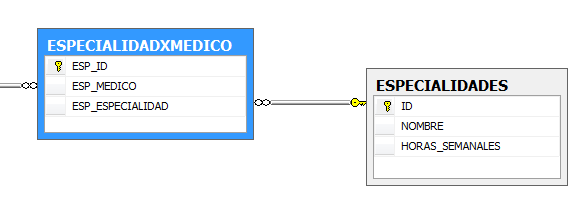 ESPECIALIDADXMEDICO
ESP_ID
ESP_MEDICO
ESP_ESPECIALIDAD
ESPECIALIDADES
ID
NOMBRE
HORAS_SEMANALES